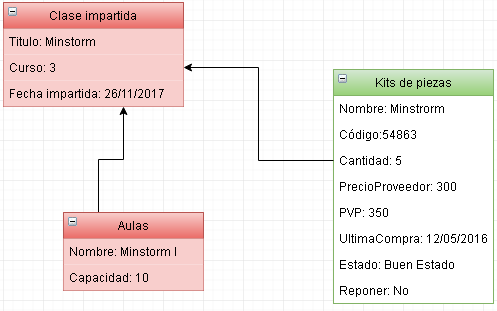 Clase impartida
Titulo: Minstorm
Curso: 3
Fecha impartida: 26/11/2017
Kits de piezas
Nombre: Minstrorm
Código:54863
Cantidad: 5
PrecioProveedor: 300
PVP: 350
UltimaCompra: 12/05/2016
Estado: Buen Estado
Reponer: No
Aulas
Nombre: Minstorm I
Capacidad: 10